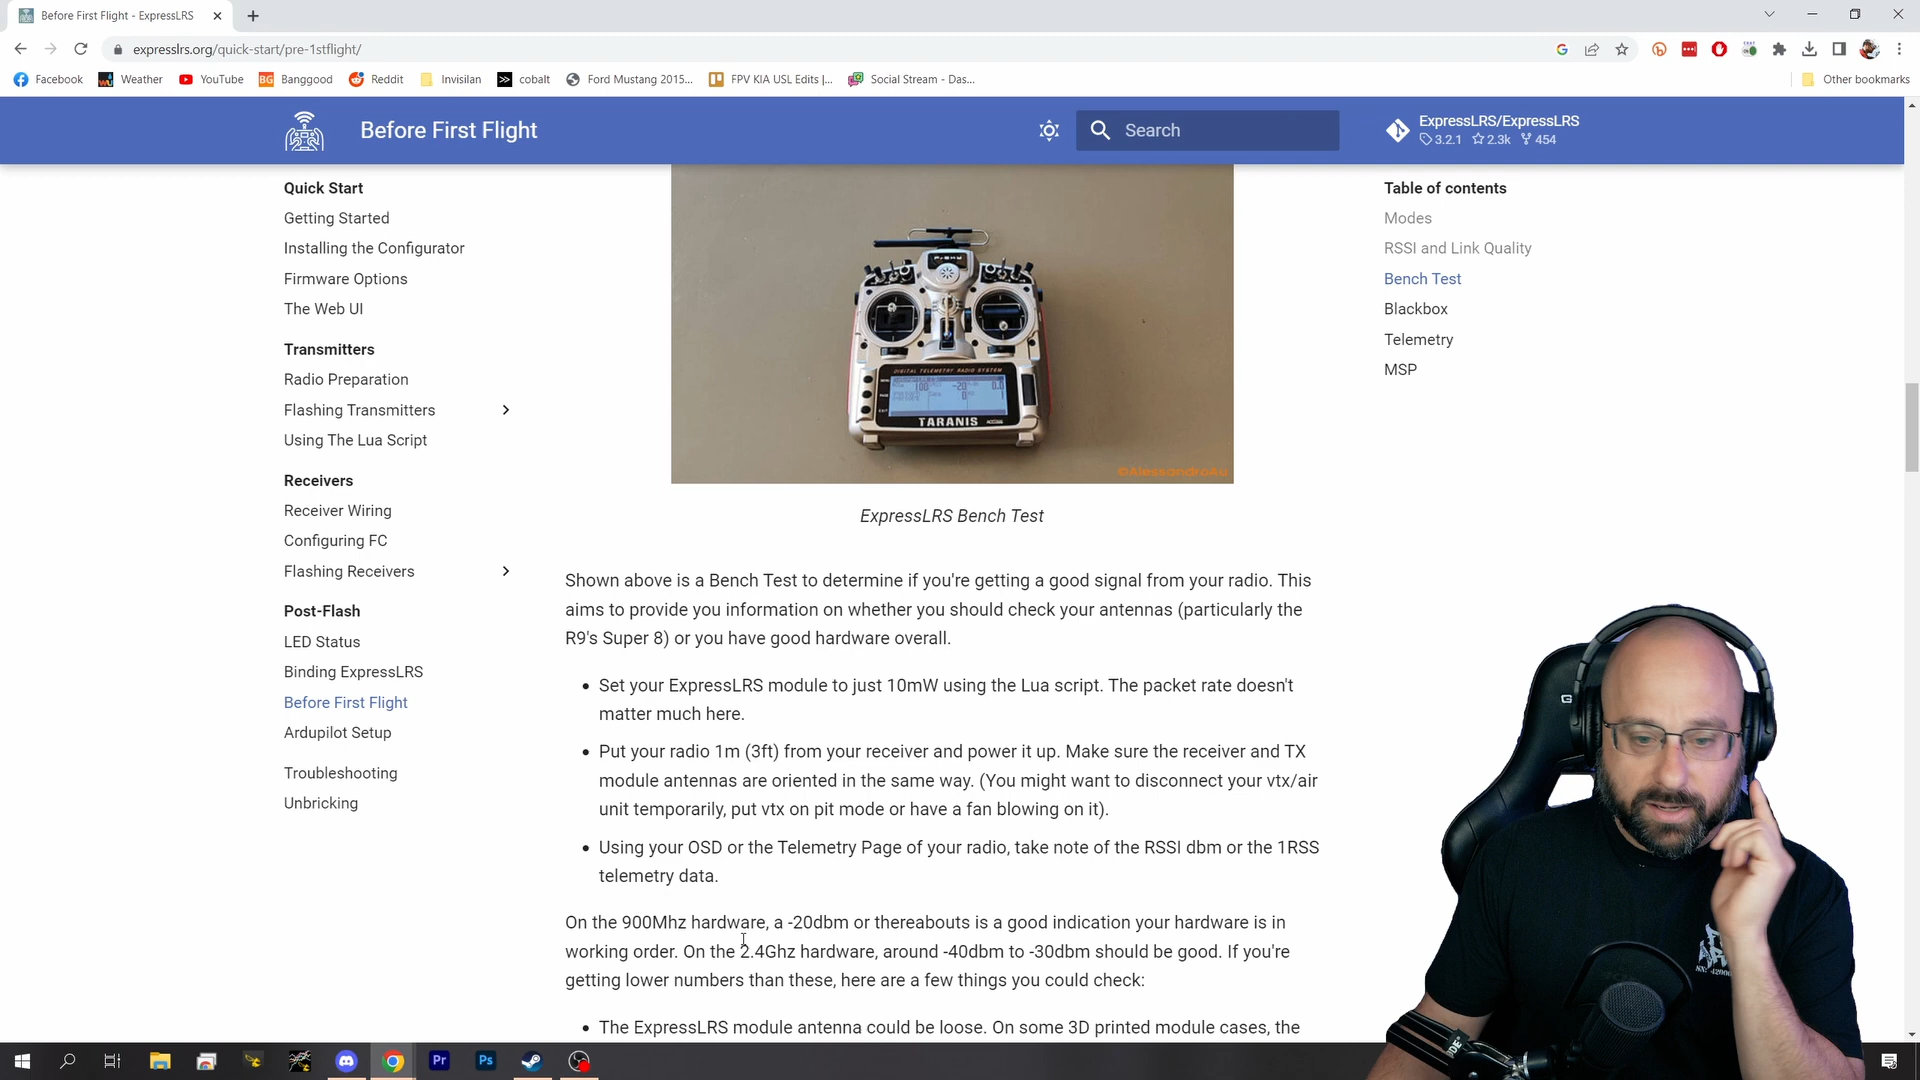 Before First Flight - ExpressLRS
expresslrs.org/quick-start/pre-1stflight/
Facebook
Weather
YouTube
BG
Banggood
Reddit
Invisilan
cobalt
Ford Mustang 2015...
FPV KIA USL Edits |...
Social Stream - Das...
Other bookmarks
Before First Flight
Search
ExpressLRS/ExpressLRS
3.2.1 2.3k 454
Quick Start
Getting Started
Installing the Configurator
Firmware Options
The Web UI
Transmitters
Radio Preparation
Flashing Transmitters
Using The Lua Script
Receivers
Receiver Wiring
Configuring FC
Flashing Receivers
Post-Flash
LED Status
Binding ExpressLRS
Before First Flight
Ardupilot Setup
Troubleshooting
Unbricking
DIGITAL TELEMETRY RADIO SYSTEM
TARANIS
©AlessandroAu
ExpressLRS Bench Test
Shown above is a Bench Test to determine if you're getting a good signal from your radio. This
aims to provide you information on whether you should check your antennas (particularly the
R9's Super 8) or you have good hardware overall.
Set your ExpressLRS module to just 10mW using the Lua script. The packet rate doesn't
matter much here.
Put your radio 1m (3ft) from your receiver and power it up. Make sure the receiver and TX
module antennas are oriented in the same way. (You might want to disconnect your vtx/air
unit temporarily, put vtx on pit mode or have a fan blowing on it).
Using your OSD or the Telemetry Page of your radio, take note of the RSSI dbm or the 1RSS
telemetry data.
On the 900Mhz hardware, a -20dbm or thereabouts is a good indication your hardware is in
working order. On the 2.4Ghz hardware, around -40dbm to -30dbm should be good. If you're
getting lower numbers than these, here are a few things you could check:
The ExpressLRS module antenna could be loose. On some 3D printed module cases, the
Table of contents
Modes
RSSI and Link Quality
Bench Test
Blackbox
Telemetry
MSP
Pr
Ps